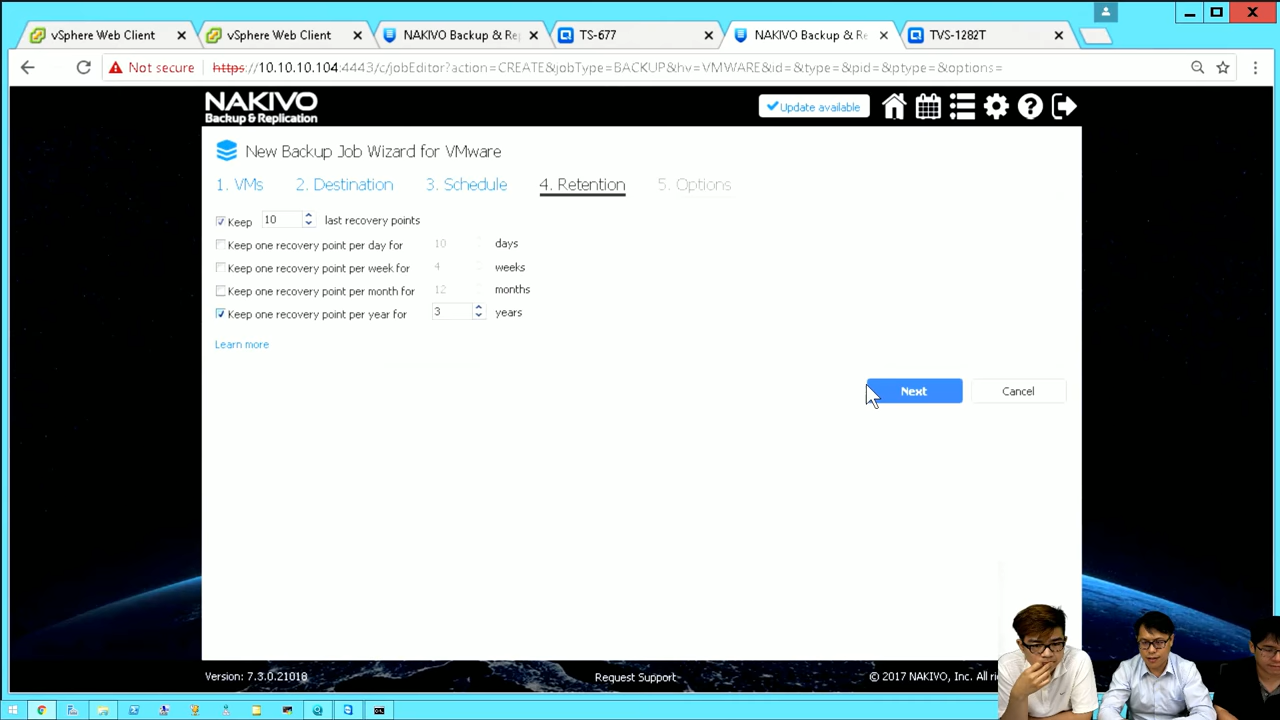 vSphere Web Client
vSphere Web Client
NAKIVO Backup & Re
TS-677
NAKIVO Backup & Re
TVS-1282T
Not secure
https://10.10.10.104:4443/c/jobEditor?action=CREATE&jobType=BACKUP&hv=VMWARE&id=&type=&pid=&ptype=&options=
NAKIVO
Backup & Replication
Update available
New Backup Job Wizard for VMware
1. VMs 2. Destination 3. Schedule 4. Retention 5. Options
Keep 10 last recovery points
Keep one recovery point per day for 10 days
Keep one recovery point per week for 4 weeks
Keep one recovery point per month for 12 months
Keep one recovery point per year for 3 years
Learn more
Next Cancel
Version: 7.3.0.21018 Request Support © 2017 NAKIVO, Inc. All ri